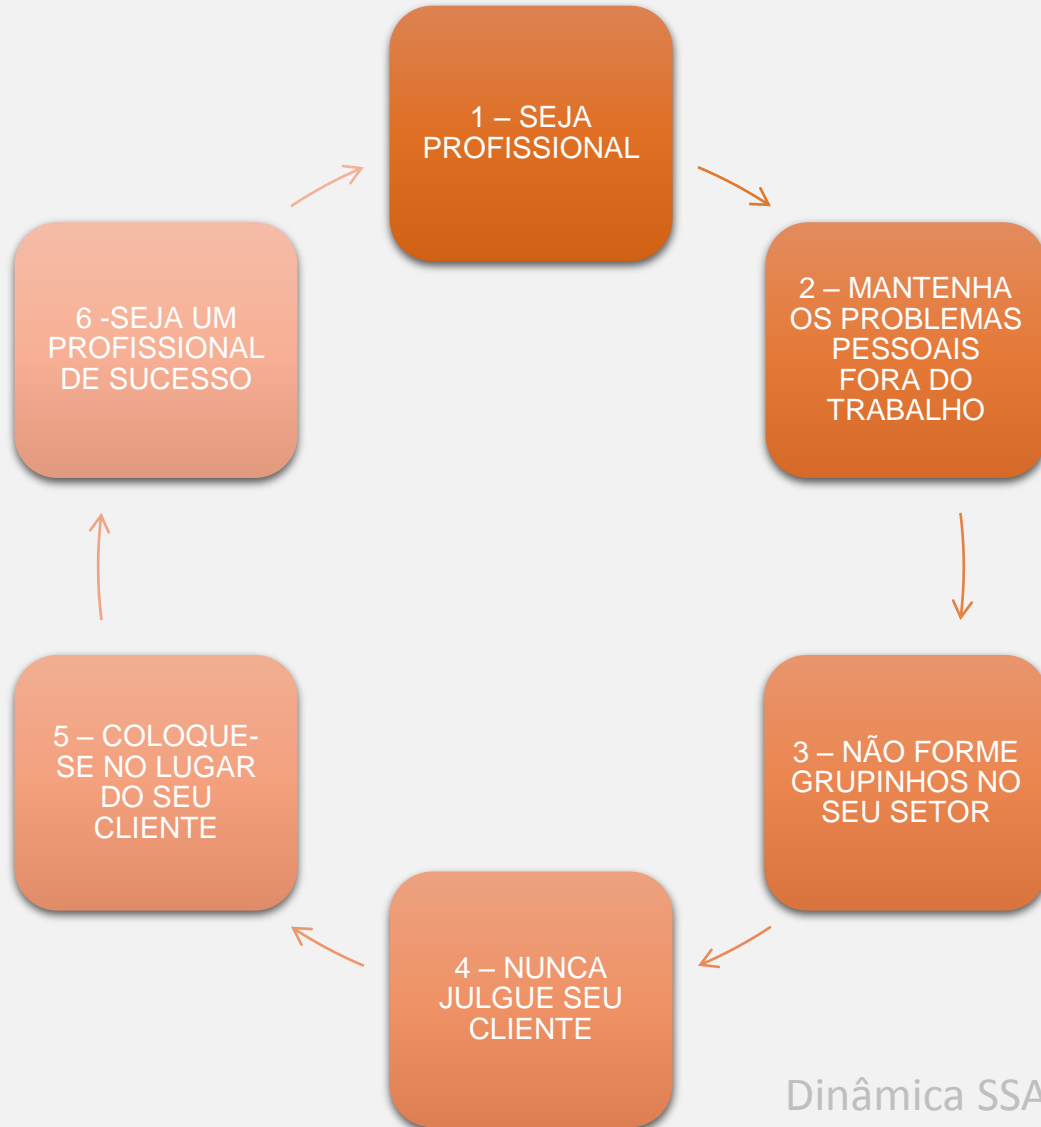 1 – SEJA
PROFISSIONAL
2 – MANTENHA
OS PROBLEMAS
PESSOAIS
FORA DO
TRABALHO
3 – NÃO FORME
GRUPINHOS NO
SEU SETOR
4 – NUNCA
JULGUE SEU
CLIENTE
5 – COLOQUE-
SE NO LUGAR
DO SEU
CLIENTE
6 -SEJA UM
PROFISSIONAL
DE SUCESSO
Dinâmica SSA